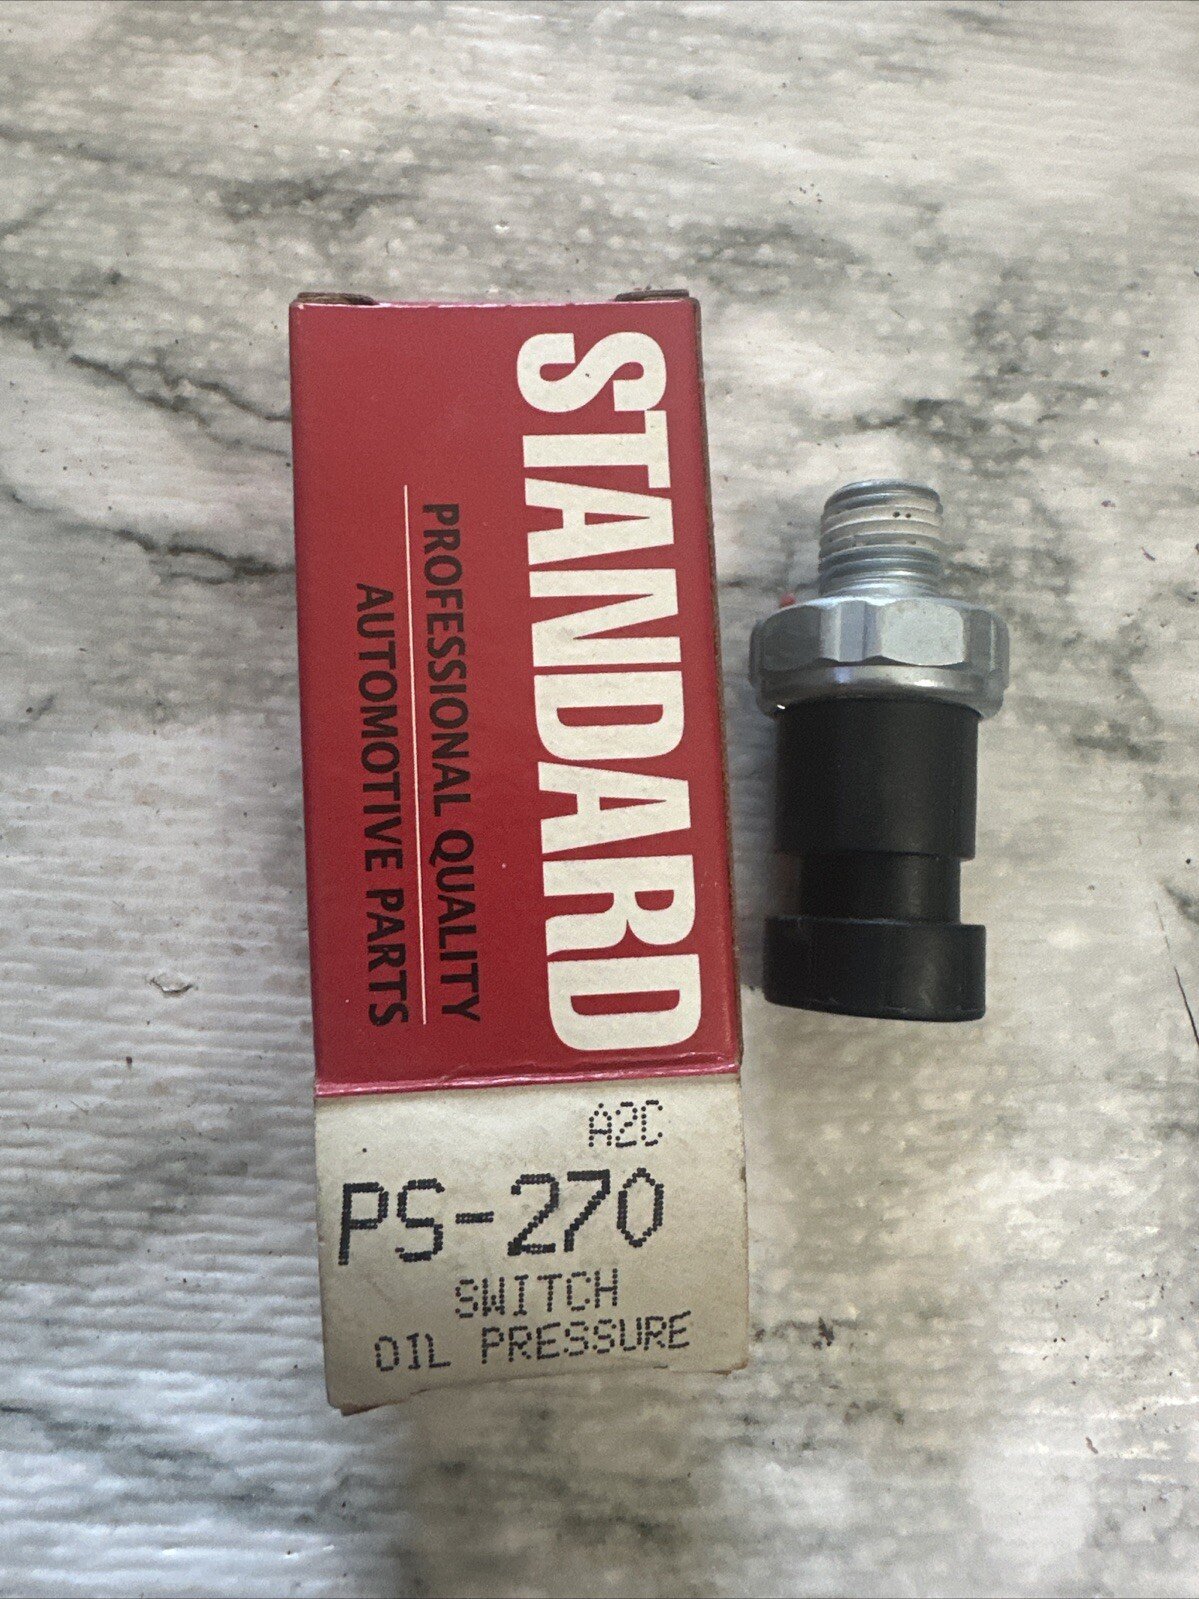 STANDARD
PROFESSIONAL QUALITY
AUTOMOTIVE PARTS
A2C
PS-270
SWITCH
OIL PRESSURE